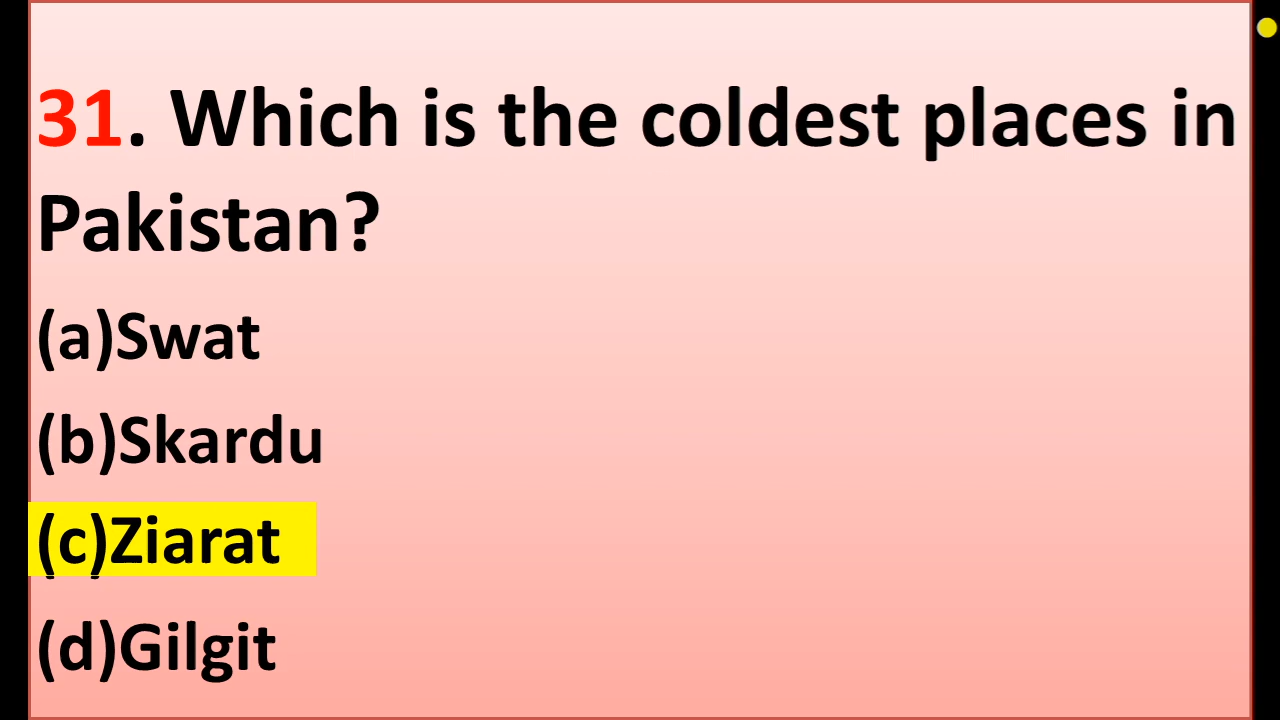 31. Which is the coldest places in
Pakistan?
(a)Swat
(b)Skardu
(c)Ziarat
(d)Gilgit